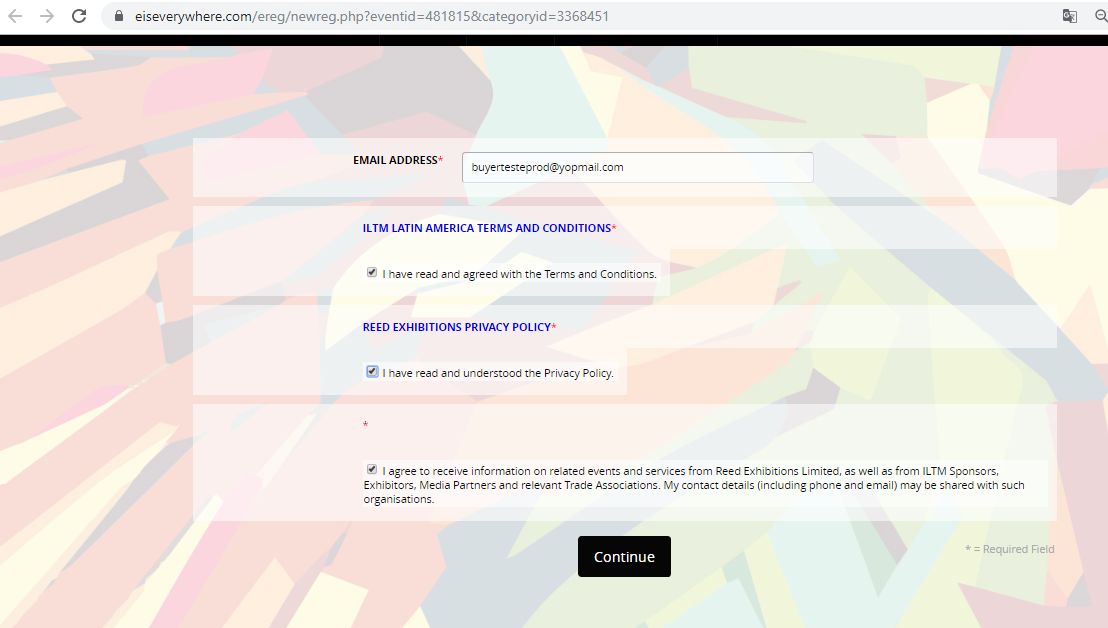 eiseverywhere.com/ereg/newreg.php?eventid=481815&categoryid=3368451
EMAIL ADDRESS*
buyertesteprod@yopmail.com
ILTM LATIN AMERICA TERMS AND CONDITIONS*
I have read and agreed with the Terms and Conditions.
REED EXHIBITIONS PRIVACY POLICY*
I have read and understood the Privacy Policy.
*
I agree to receive information on related events and services from Reed Exhibitions Limited, as well as from ILTM Sponsors,
Exhibitors, Media Partners and relevant Trade Associations. My contact details (including phone and email) may be shared with such
organisations.
Continue
* = Required Field